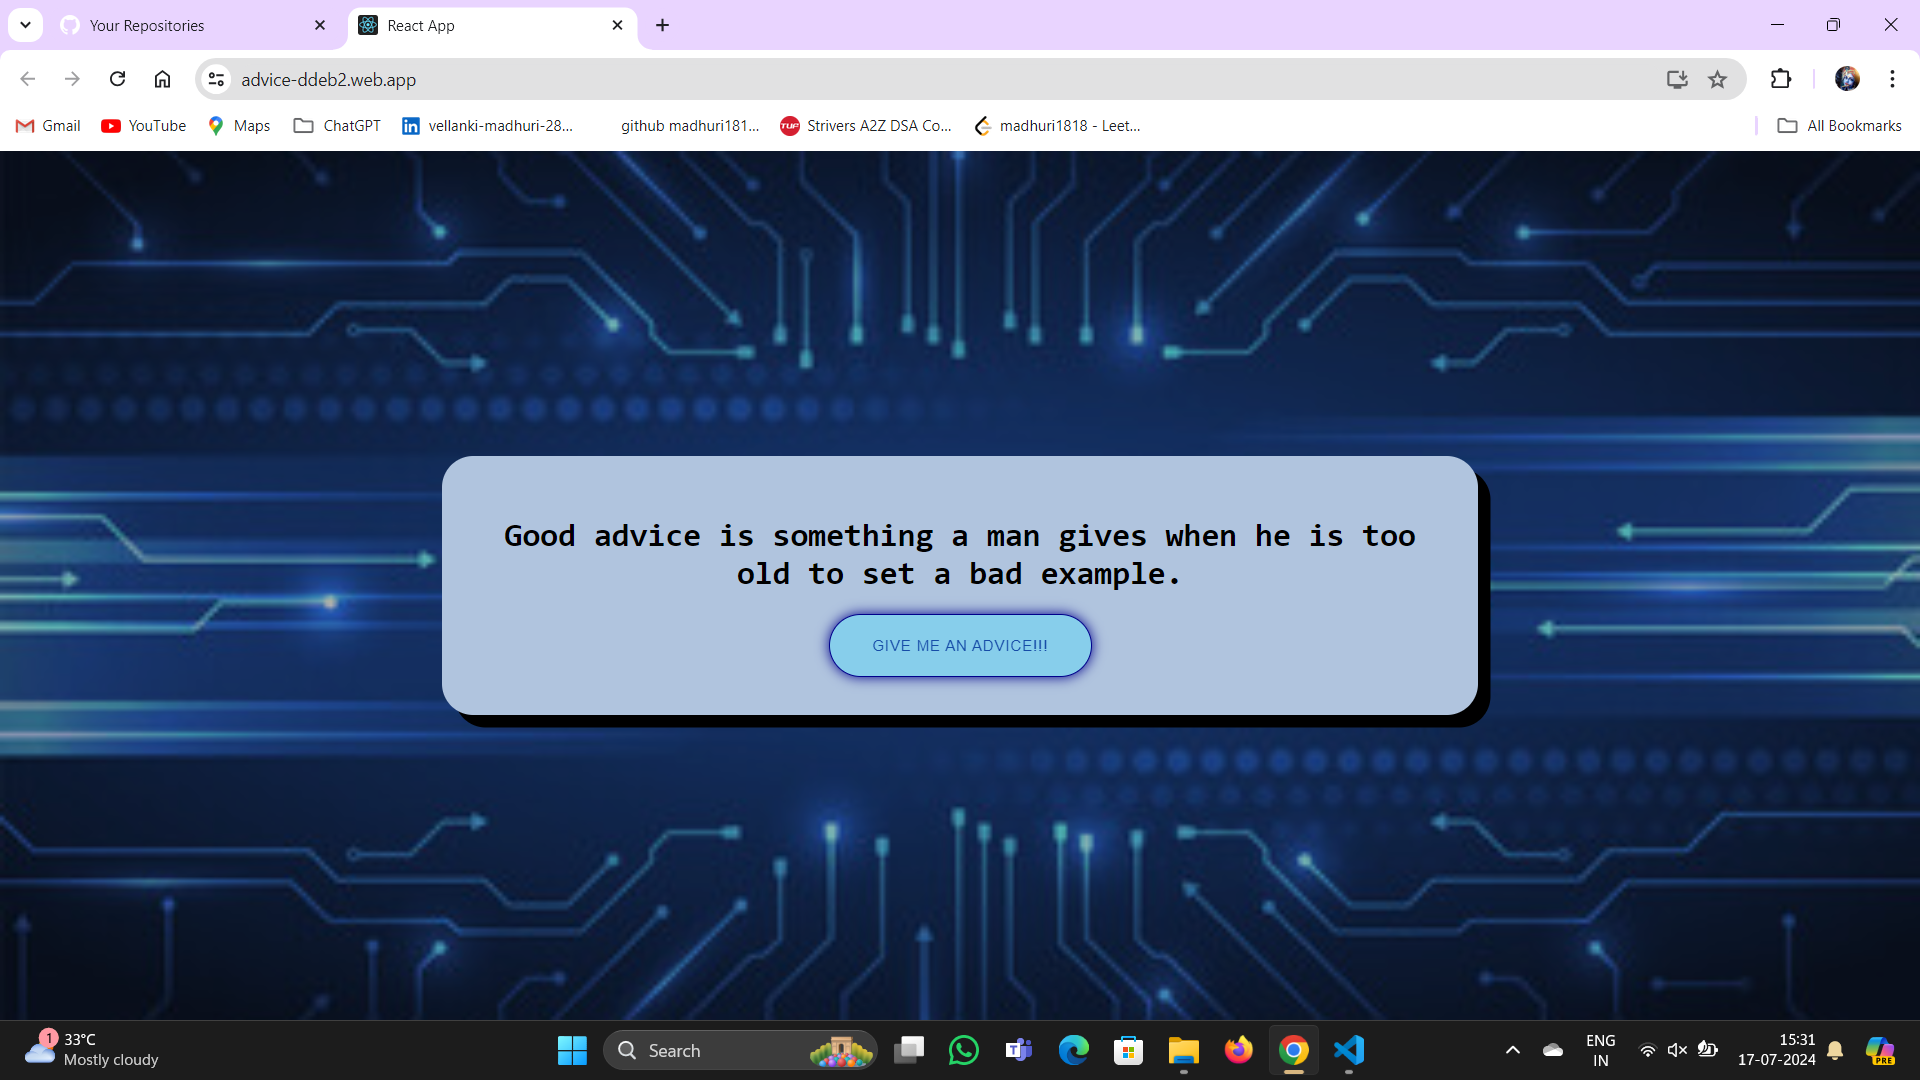 Your Repositories
React App
advice-ddeb2.web.app
Gmail
YouTube
Maps
ChatGPT
vellanki-madhuri-28...
github madhuri181...
TUF
Strivers A2Z DSA Co...
madhuri1818 - Leet...
All Bookmarks
Good advice is something a man gives when he is too
old to set a bad example.
GIVE ME AN ADVICE!!!
1
33°C
Mostly cloudy
Search
ENG
IN
15:31
17-07-2024
PRE